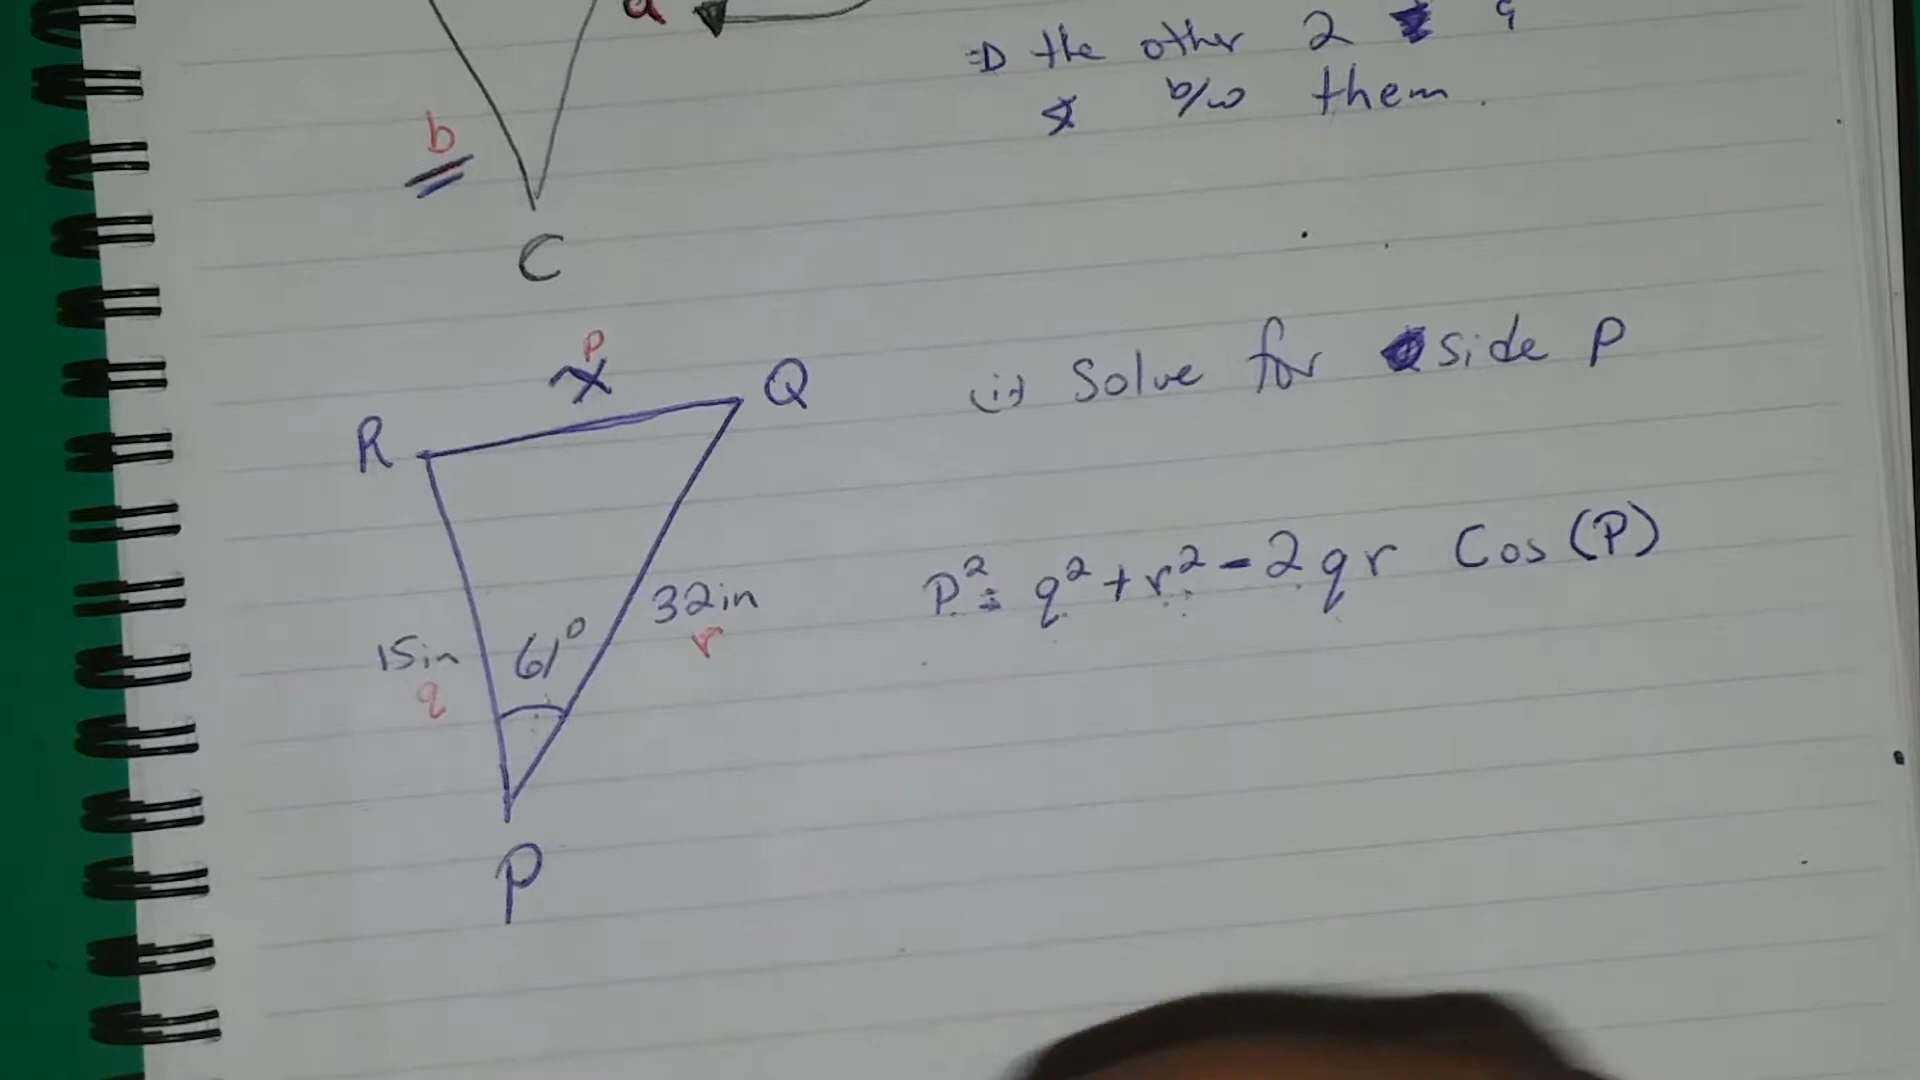 a
=D the other 2
b/w them.
b
C
p
x
Q
R
(i) Solve for side P
P² = q² + r² - 2qr Cos (P)
32in
r
15in
61°
q
P